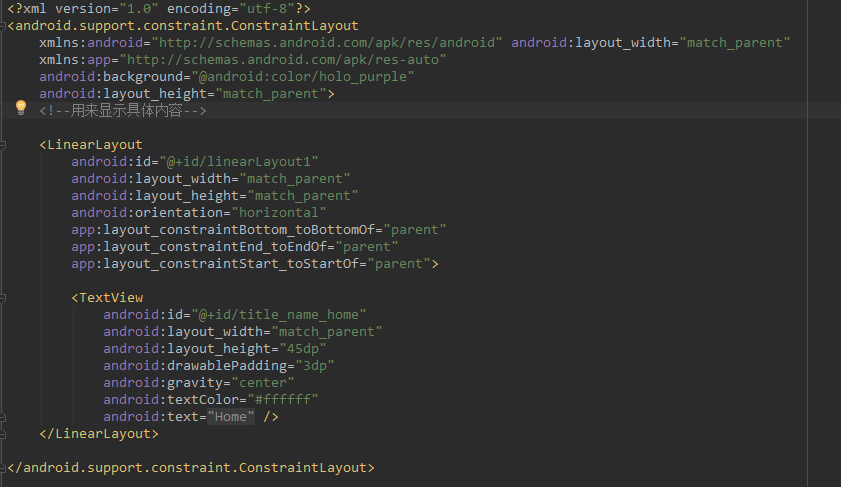 <?xml version="1.0" encoding="utf-8"?>
<android.support.constraint.ConstraintLayout
    xmlns:android="http://schemas.android.com/apk/res/android" android:layout_width="match_parent"
    xmlns:app="http://schemas.android.com/apk/res-auto"
    android:background="@android:color/holo_purple"
    android:layout_height="match_parent">
    <!--用来显示具体内容-->
    <LinearLayout
        android:id="@+id/linearLayout1"
        android:layout_width="match_parent"
        android:layout_height="match_parent"
        android:orientation="horizontal"
        app:layout_constraintBottom_toBottomOf="parent"
        app:layout_constraintEnd_toEndOf="parent"
        app:layout_constraintStart_toStartOf="parent">
        <TextView
            android:id="@+id/title_name_home"
            android:layout_width="match_parent"
            android:layout_height="45dp"
            android:drawablePadding="3dp"
            android:gravity="center"
            android:textColor="#ffffff"
            android:text="Home" />
    </LinearLayout>
</android.support.constraint.ConstraintLayout>